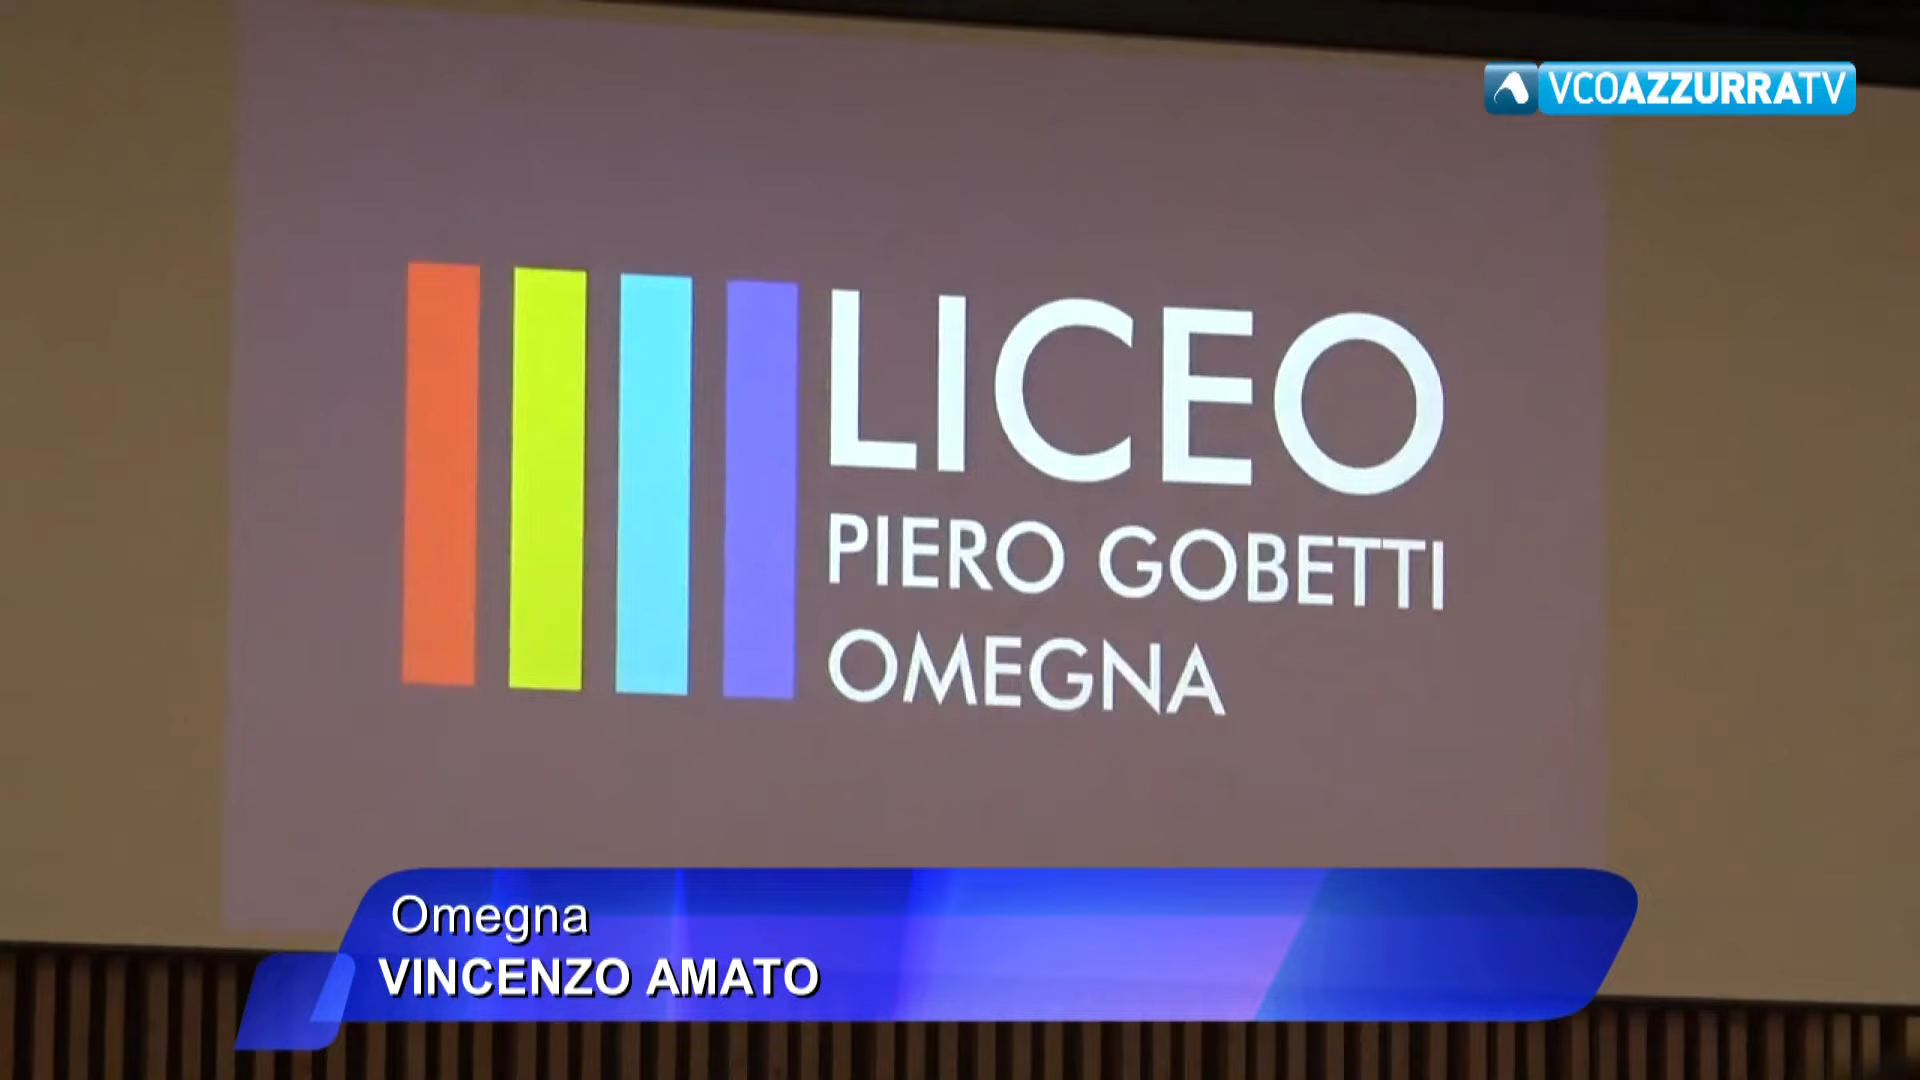 VCOAZZURRATV
LICEO
PIERO GOBETTI
OMEGNA
Omegna
VINCENZO AMATO